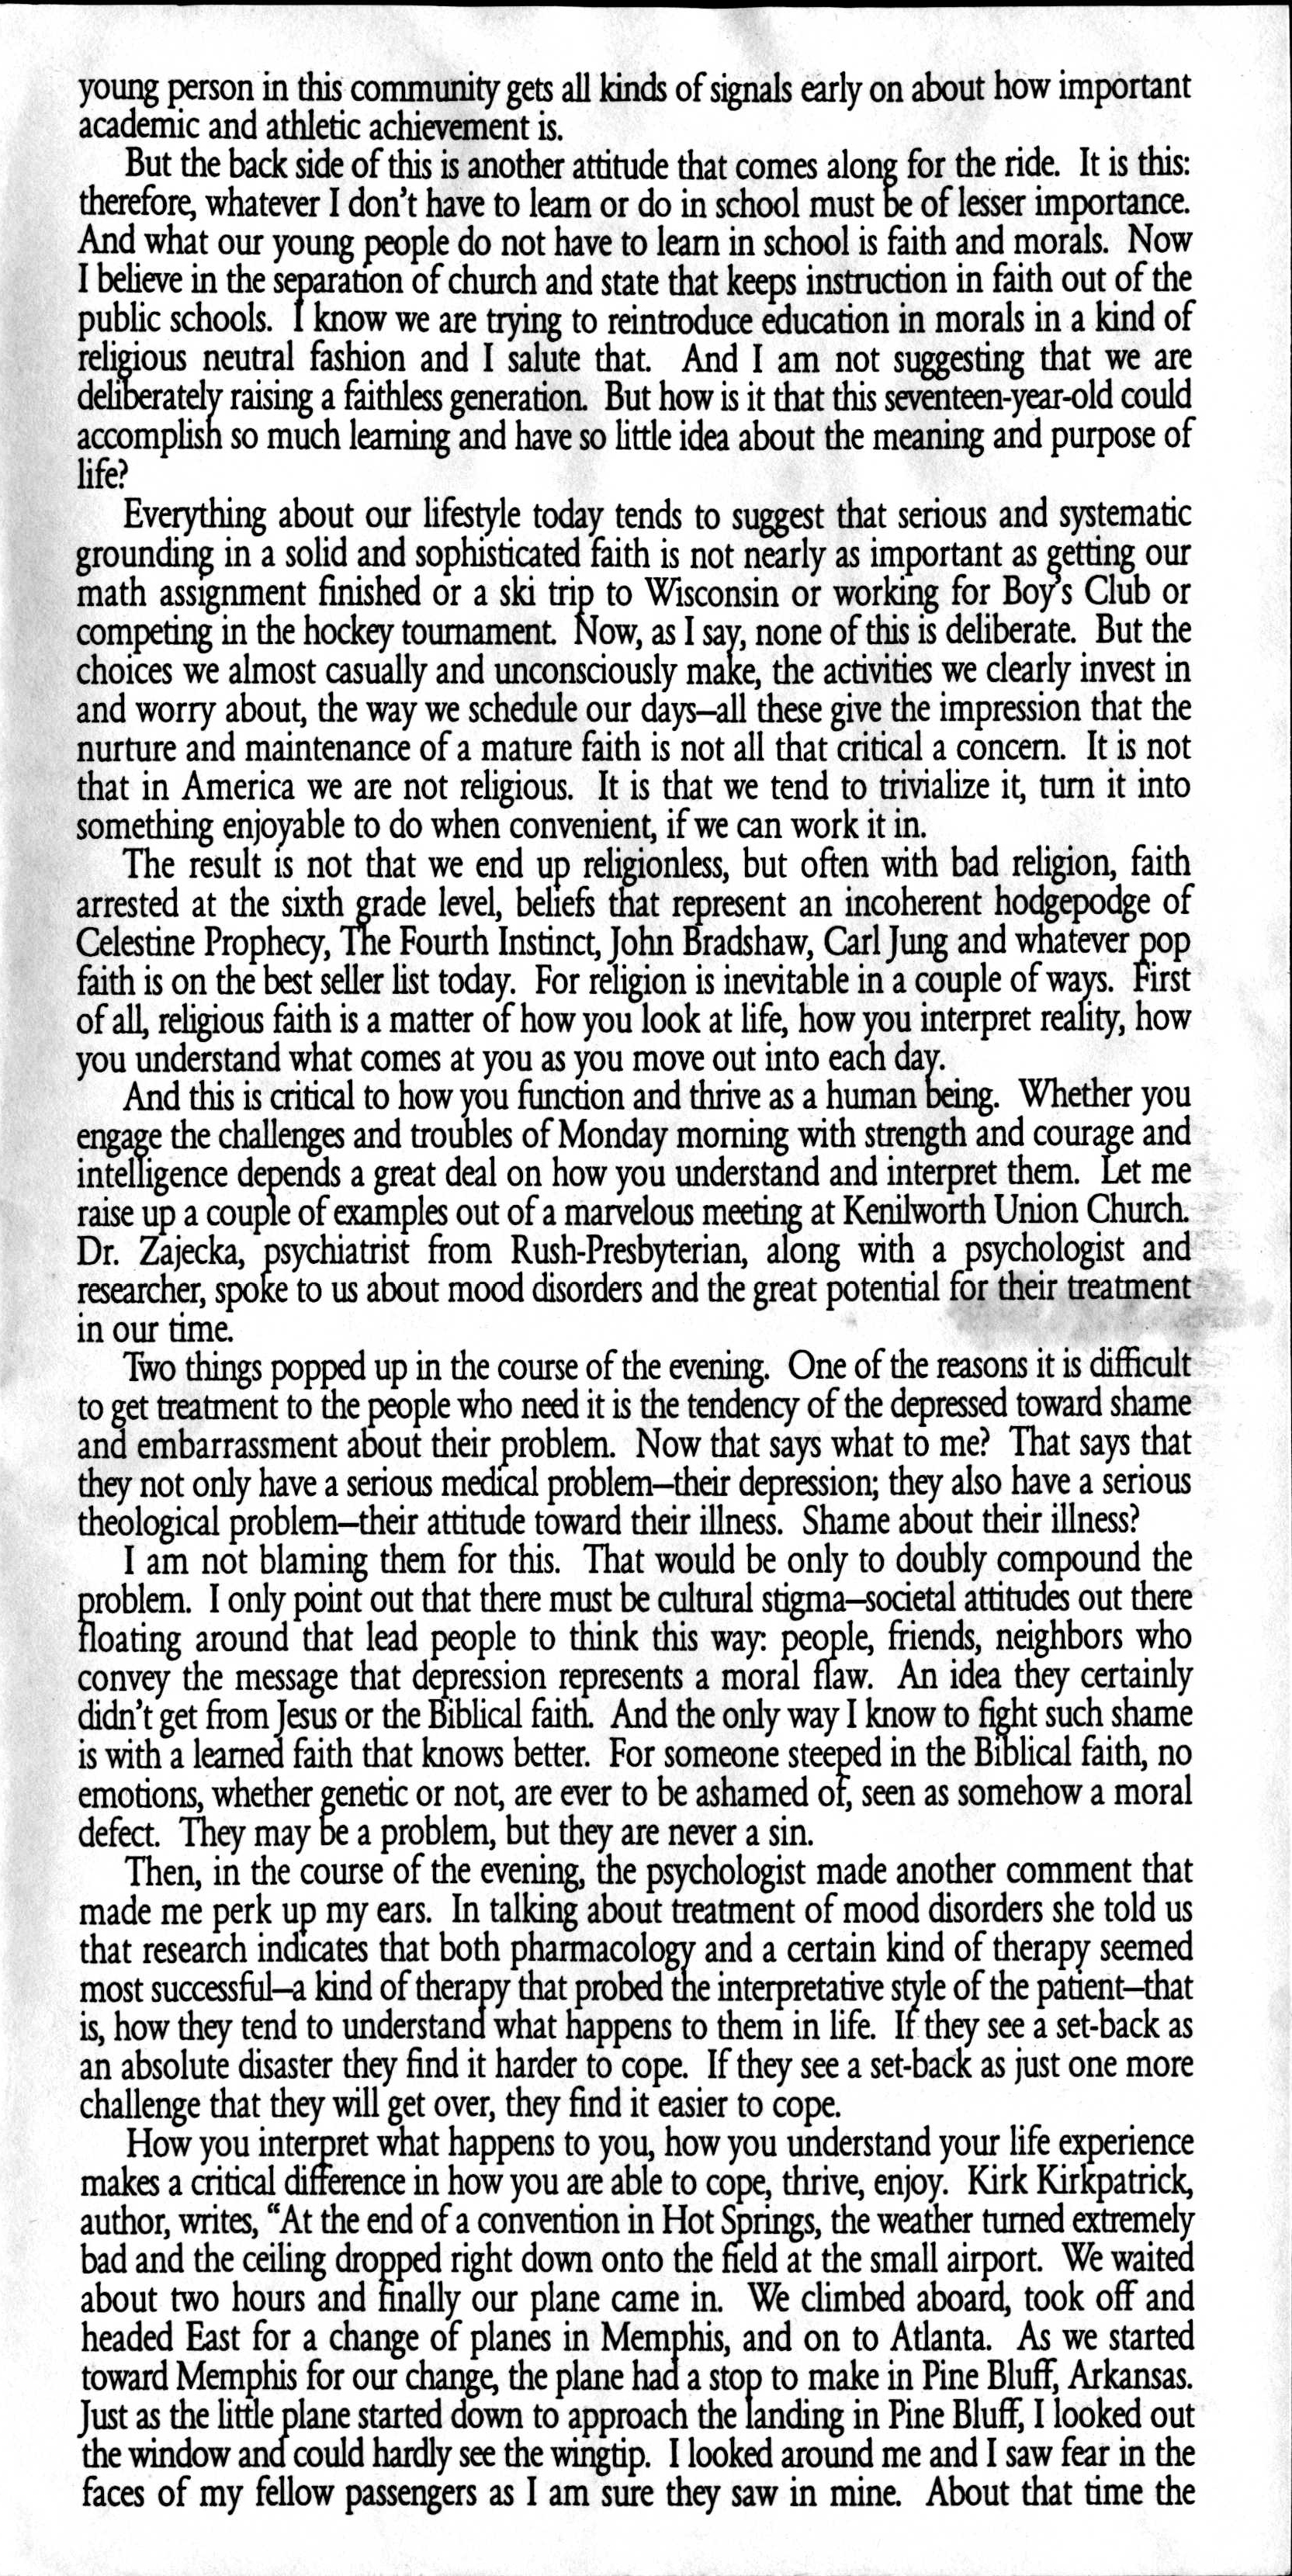 young person in this community gets all kinds of signals early on about how important
academic and athletic achievement is.
But the back side of this is another attitude that comes along for the ride. It is this:
therefore, whatever I don't have to learn or do in school must be of lesser importance.
And what our young people do not have to learn in school is faith and morals. Now
I believe in the separation of church and state that keeps instruction in faith out of the
public schools. I know we are trying to reintroduce education in morals in a kind of
religious neutral fashion and I salute that. And I am not suggesting that we are
deliberately raising a faithless generation. But how is it that this seventeen-year-old could
accomplish so much learning and have so little idea about the meaning and purpose of
life?
Everything about our lifestyle today tends to suggest that serious and systematic
grounding in a solid and sophisticated faith is not nearly as important as getting our
math assignment finished or a ski trip to Wisconsin or working for Boy's Club or
competing in the hockey tournament. Now, as I say, none of this is deliberate. But the
choices we almost casually and unconsciously make, the activities we clearly invest in
and worry about, the way we schedule our days—all these give the impression that the
nurture and maintenance of a mature faith is not all that critical a concern. It is not
that in America we are not religious. It is that we tend to trivialize it, turn it into
something enjoyable to do when convenient, if we can work it in.
The result is not that we end up religionless, but often with bad religion, faith
arrested at the sixth grade level, beliefs that represent an incoherent hodgepodge of
Celestine Prophecy, The Fourth Instinct, John Bradshaw, Carl Jung and whatever pop
faith is on the best seller list today. For religion is inevitable in a couple of ways. First
of all, religious faith is a matter of how you look at life, how you interpret reality, how
you understand what comes at you as you move out into each day.
And this is critical to how you function and thrive as a human being. Whether you
engage the challenges and troubles of Monday morning with strength and courage and
intelligence depends a great deal on how you understand and interpret them. Let me
raise up a couple of examples out of a marvelous meeting at Kenilworth Union Church.
Dr. Zajecka, psychiatrist from Rush-Presbyterian, along with a psychologist and
researcher, spoke to us about mood disorders and the great potential for their treatment
in our time.
Two things popped up in the course of the evening. One of the reasons it is difficult
to get treatment to the people who need it is the tendency of the depressed toward shame
and embarrassment about their problem. Now that says what to me? That says that
they not only have a serious medical problem—their depression; they also have a serious
theological problem—their attitude toward their illness. Shame about their illness?
I am not blaming them for this. That would be only to doubly compound the
problem. I only point out that there must be cultural stigma—societal attitudes out there
floating around that lead people to think this way: people, friends, neighbors who
convey the message that depression represents a moral flaw. An idea they certainly
didn't get from Jesus or the Biblical faith. And the only way I know to fight such shame
is with a learned faith that knows better. For someone steeped in the Biblical faith, no
emotions, whether genetic or not, are ever to be ashamed of, seen as somehow a moral
defect. They may be a problem, but they are never a sin.
Then, in the course of the evening, the psychologist made another comment that
made me perk up my ears. In talking about treatment of mood disorders she told us
that research indicates that both pharmacology and a certain kind of therapy seemed
most successful—a kind of therapy that probed the interpretative style of the patient—that
is, how they tend to understand what happens to them in life. If they see a set-back as
an absolute disaster they find it harder to cope. If they see a set-back as just one more
challenge that they will get over, they find it easier to cope.
How you interpret what happens to you, how you understand your life experience
makes a critical difference in how you are able to cope, thrive, enjoy. Kirk Kirkpatrick,
author, writes, “At the end of a convention in Hot Springs, the weather turned extremely
bad and the ceiling dropped right down onto the field at the small airport. We waited
about two hours and finally our plane came in. We climbed aboard, took off and
headed East for a change of planes in Memphis, and on to Atlanta. As we started
toward Memphis for our change, the plane had a stop to make in Pine Bluff, Arkansas.
Just as the little plane started down to approach the landing in Pine Bluff, I looked out
the window and could hardly see the wingtip. I looked around me and I saw fear in the
faces of my fellow passengers as I am sure they saw in mine. About that time the